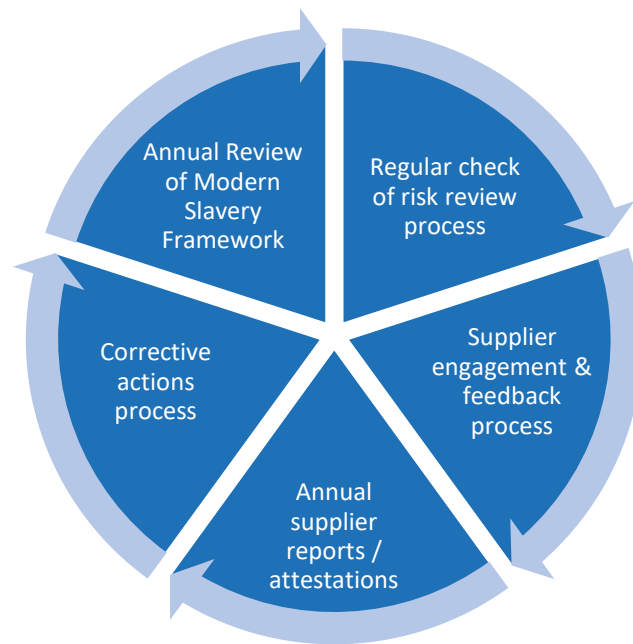 Annual Review
of Modern
Slavery
Framework
Regular check
of risk review
process
Supplier
engagement &
feedback
process
Annual
supplier
reports /
attestations
Corrective
actions
process